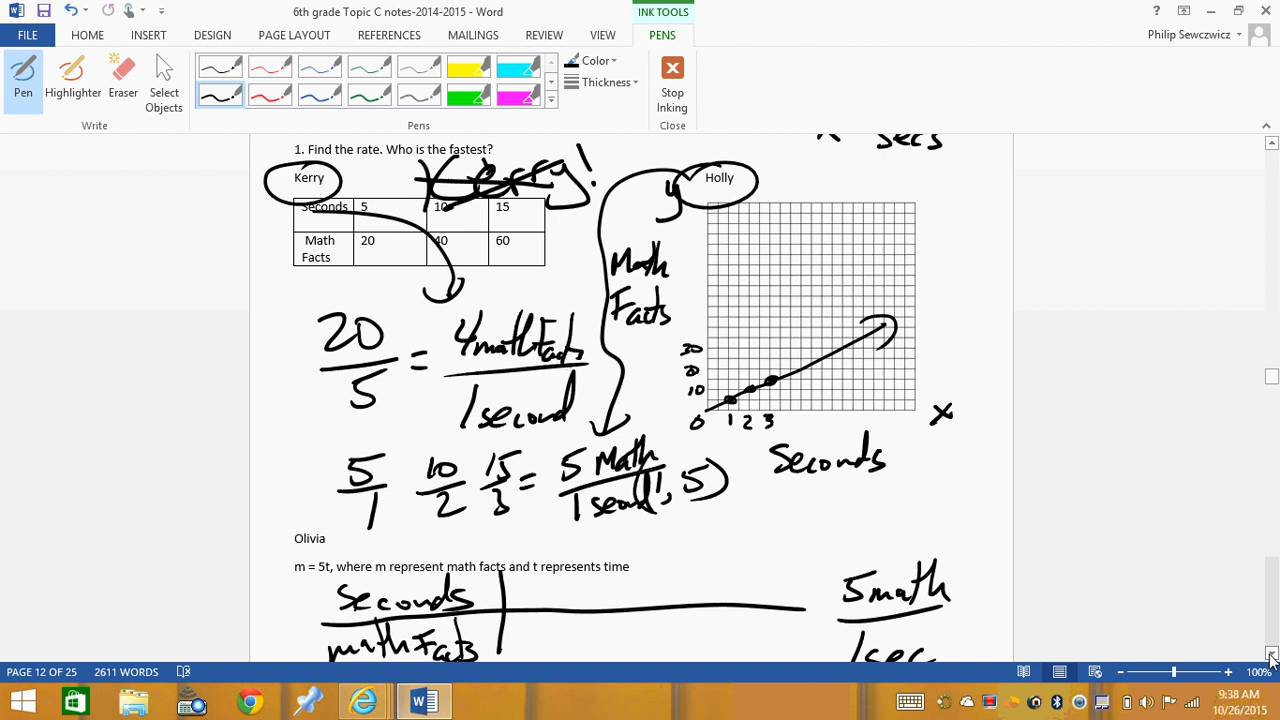 6th grade Topic C notes-2014-2015 - Word
INK TOOLS
FILE HOME INSERT DESIGN PAGE LAYOUT REFERENCES MAILINGS REVIEW VIEW PENS
Philip Sewczwicz
Pen Highlighter Eraser Select Objects
Color
Thickness
Stop Inking
Write Pens Close
secs
1. Find the rate. Who is the fastest?
Kerry
Kerry!
Holly
y
Seconds 5 10 15
Math Facts 20 40 60
Math
Facts
20/5 = 4 math Facts / 1 second
30
20
10
0 1 2 3
x
Seconds
5/1 10/2 15/3 = 5 Math / 1 second (1, 5)
Olivia
m = 5t, where m represent math facts and t represents time
seconds
math Facts
5 math
1 sec
PAGE 12 OF 25 2611 WORDS
100%
9:38 AM
10/26/2015